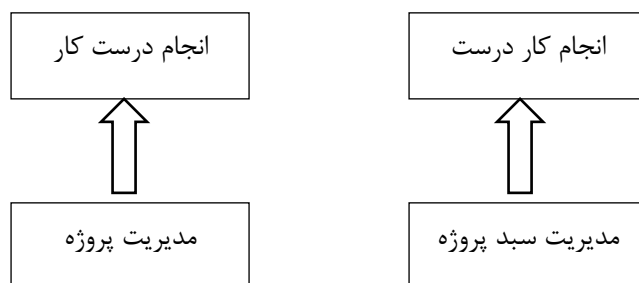 انجام کار درست
انجام درست کار
مدیریت سبد پروژه
مدیریت پروژه